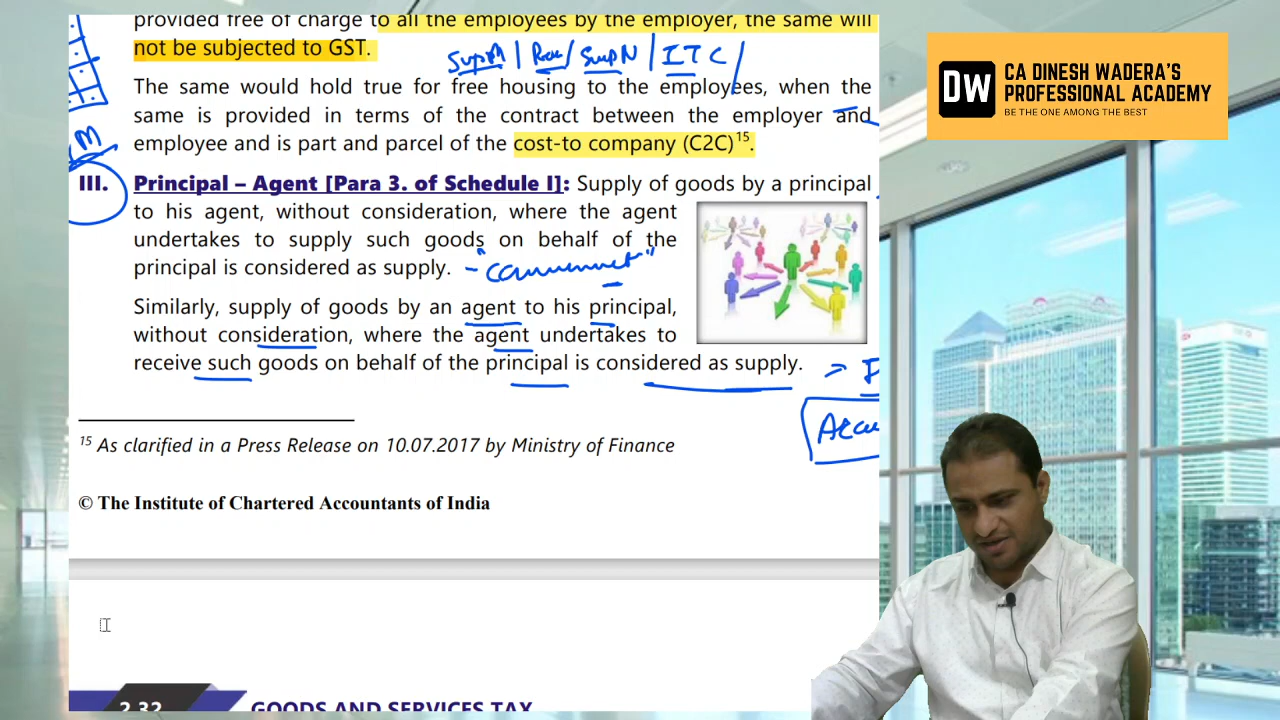 provided free of charge to all the employees by the employer, the same will
not be subjected to GST.
ITC
The same would hold true for free housing to the employees, when the
same is provided in terms of the contract between the employer and
employee and is part and parcel of the cost-to company (C2C)15.
M
III. Principal – Agent [Para 3. of Schedule I]: Supply of goods by a principal
to his agent, without consideration, where the agent
undertakes to supply such goods on behalf of the
principal is considered as supply.
Similarly, supply of goods by an agent to his principal,
without consideration, where the agent undertakes to
receive such goods on behalf of the principal is considered as supply.
15 As clarified in a Press Release on 10.07.2017 by Ministry of Finance
© The Institute of Chartered Accountants of India
2.32 GOODS AND SERVICES TAX
DW
CA DINESH WADERA'S
PROFESSIONAL ACADEMY
BE THE ONE AMONG THE BEST